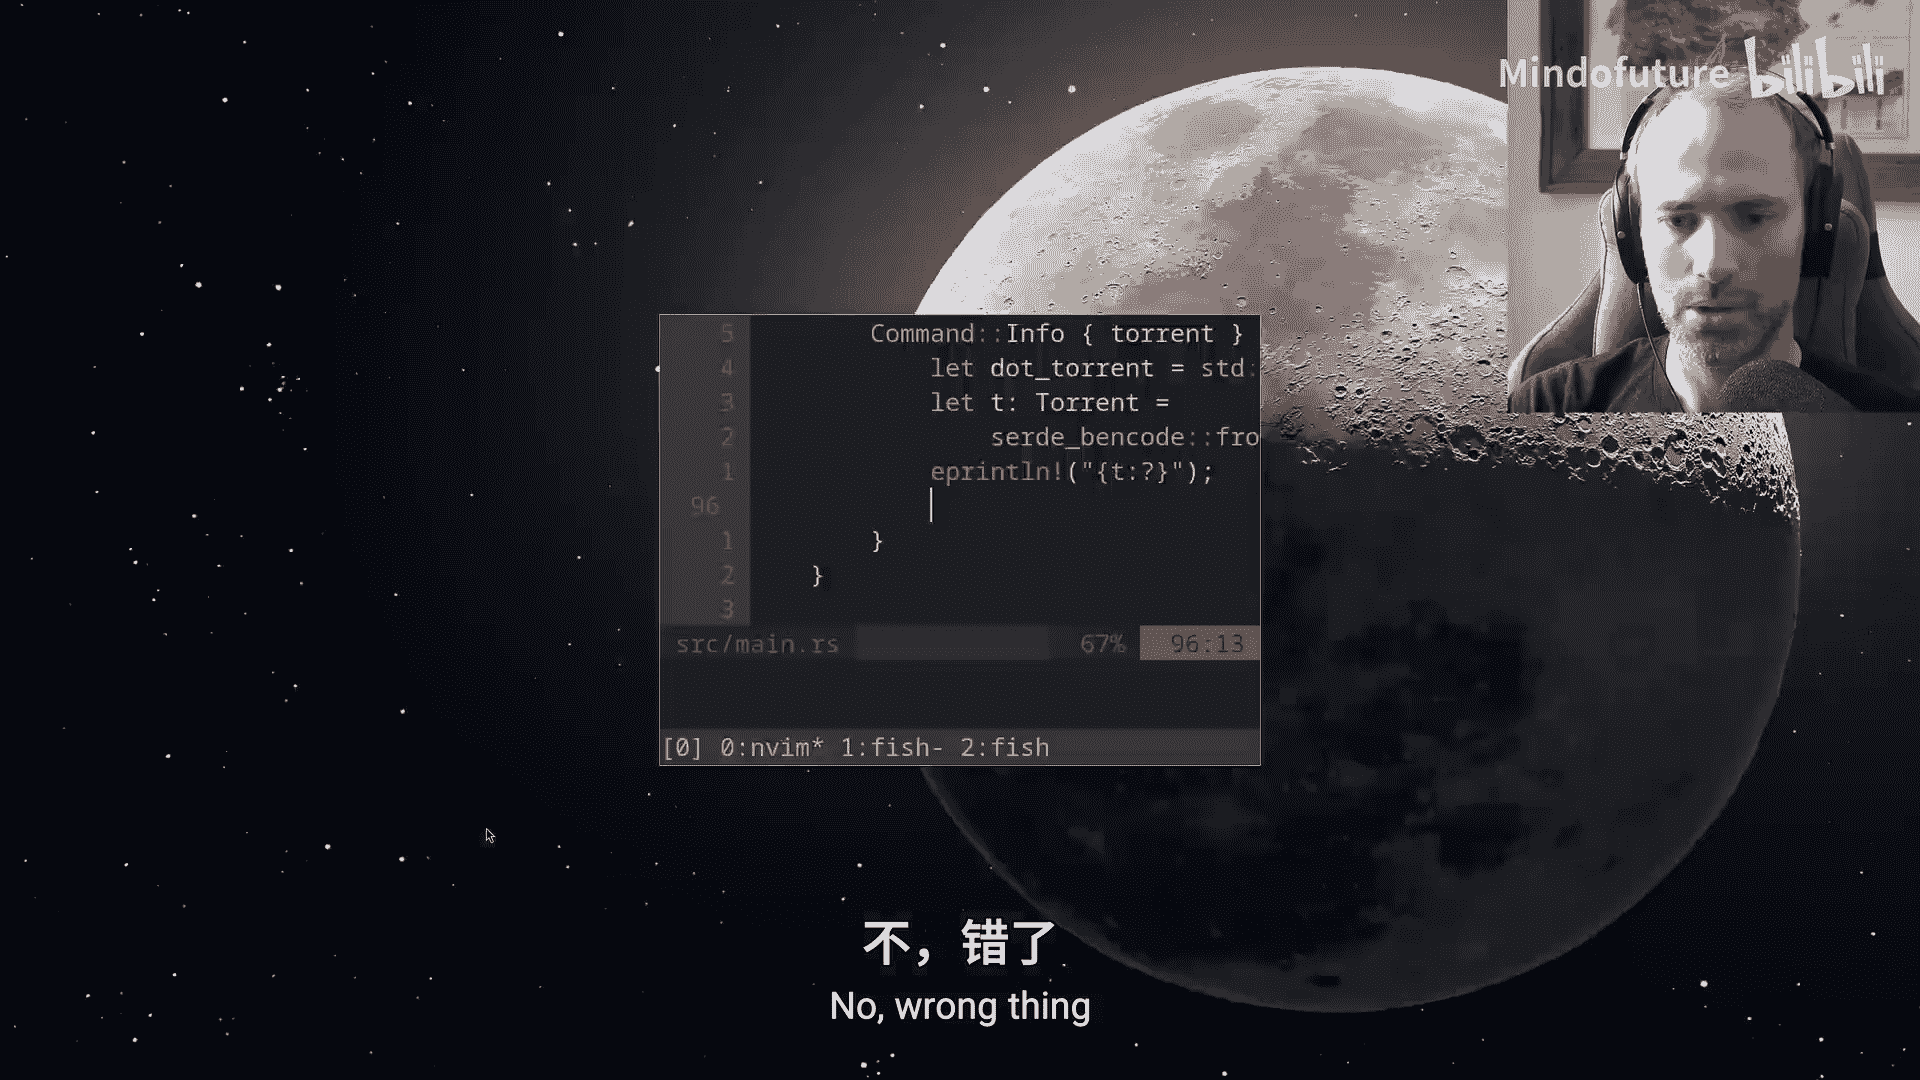 Mindofuture bilibili
5 Command::Info { torrent }
4 let dot_torrent = std:
3 let t: Torrent =
2 serde_bencode::fro
1 eprintln!("{t:?}");
96
1 }
2 }
3
src/main.rs 67% 96:13
[0] 0:nvim* 1:fish- 2:fish
不，错了
No, wrong thing